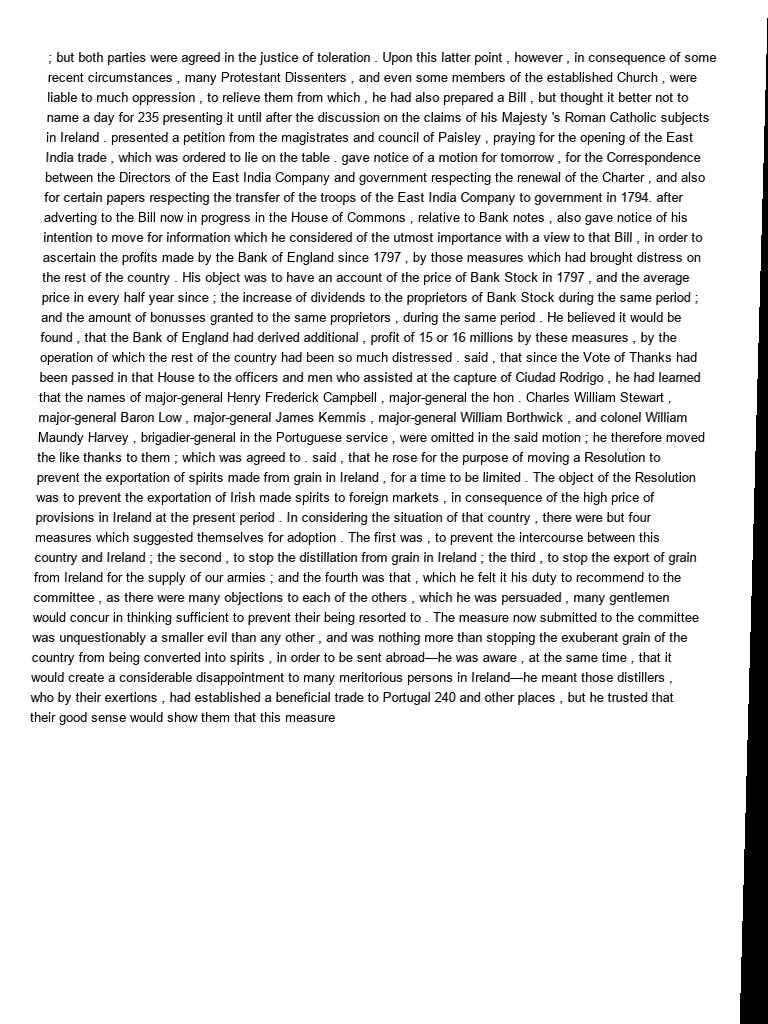 ; but both parties were agreed in the justice of toleration . Upon this latter point , however , in consequence of some
recent circumstances , many Protestant Dissenters , and even some members of the established Church , were
liable to much oppression , to relieve them from which , he had also prepared a Bill , but thought it better not to
name a day for 235 presenting it until after the discussion on the claims of his Majesty 's Roman Catholic subjects
in Ireland . presented a petition from the magistrates and council of Paisley , praying for the opening of the East
India trade , which was ordered to lie on the table . gave notice of a motion for tomorrow , for the Correspondence
between the Directors of the East India Company and government respecting the renewal of the Charter , and also
for certain papers respecting the transfer of the troops of the East India Company to government in 1794. after
adverting to the Bill now in progress in the House of Commons , relative to Bank notes , also gave notice of his
intention to move for information which he considered of the utmost importance with a view to that Bill , in order to
ascertain the profits made by the Bank of England since 1797 , by those measures which had brought distress on
the rest of the country . His object was to have an account of the price of Bank Stock in 1797 , and the average
price in every half year since ; the increase of dividends to the proprietors of Bank Stock during the same period ;
and the amount of bonusses granted to the same proprietors , during the same period . He believed it would be
found , that the Bank of England had derived additional , profit of 15 or 16 millions by these measures , by the
operation of which the rest of the country had been so much distressed . said , that since the Vote of Thanks had
been passed in that House to the officers and men who assisted at the capture of Ciudad Rodrigo , he had learned
that the names of major-general Henry Frederick Campbell , major-general the hon . Charles William Stewart ,
major-general Baron Low , major-general James Kemmis , major-general William Borthwick , and colonel William
Maundy Harvey , brigadier-general in the Portuguese service , were omitted in the said motion ; he therefore moved
the like thanks to them ; which was agreed to . said , that he rose for the purpose of moving a Resolution to
prevent the exportation of spirits made from grain in Ireland , for a time to be limited . The object of the Resolution
was to prevent the exportation of Irish made spirits to foreign markets , in consequence of the high price of
provisions in Ireland at the present period . In considering the situation of that country , there were but four
measures which suggested themselves for adoption . The first was , to prevent the intercourse between this
country and Ireland ; the second , to stop the distillation from grain in Ireland ; the third , to stop the export of grain
from Ireland for the supply of our armies ; and the fourth was that , which he felt it his duty to recommend to the
committee , as there were many objections to each of the others , which he was persuaded , many gentlemen
would concur in thinking sufficient to prevent their being resorted to . The measure now submitted to the committee
was unquestionably a smaller evil than any other , and was nothing more than stopping the exuberant grain of the
country from being converted into spirits , in order to be sent abroad—he was aware , at the same time , that it
would create a considerable disappointment to many meritorious persons in Ireland—he meant those distillers ,
who by their exertions , had established a beneficial trade to Portugal 240 and other places , but he trusted that
their good sense would show them that this measure